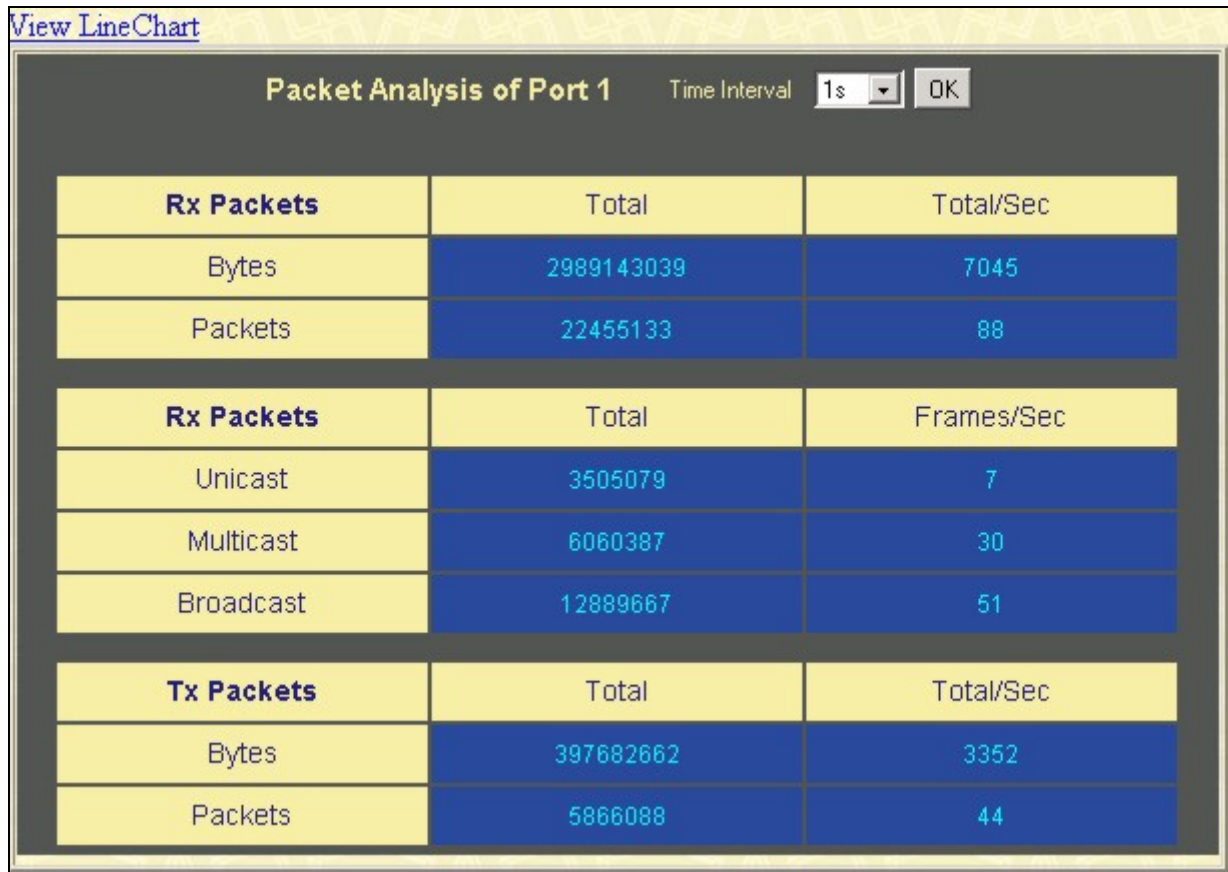 View LineChart
Packet Analysis of Port 1 Time Interval 1s OK
Rx Packets Total Total/Sec
Bytes 2989143039 7045
Packets 22455133 88
Rx Packets Total Frames/Sec
Unicast 3505079 7
Multicast 6060387 30
Broadcast 12889667 51
Tx Packets Total Total/Sec
Bytes 397682662 3352
Packets 5866088 44